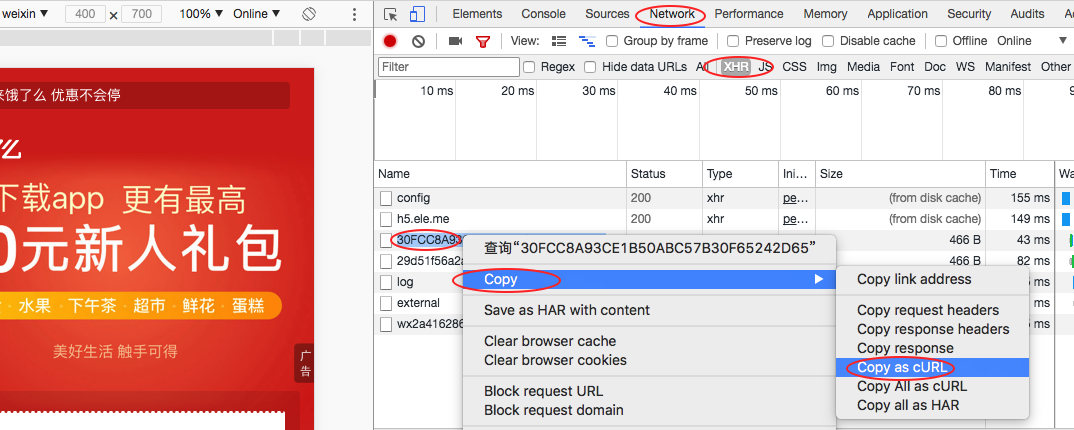 weixin ▼ 400 × 700 100% ▼ Online ▼
Elements Console Sources Network Performance Memory Application Security Audits
View: Group by frame Preserve log Disable cache Offline Online ▼
Filter Regex Hide data URLs All XHR JS CSS Img Media Font Doc WS Manifest Other
10 ms 20 ms 30 ms 40 ms 50 ms 60 ms 70 ms 80 ms
来饿了么 优惠不会停
么
下载app 更有最高
0元新人礼包
水果 · 下午茶 · 超市 · 鲜花 · 蛋糕
美好生活 触手可得
广告
Name Status Type Ini… Size Time
config 200 xhr pe… (from disk cache) 155 ms
h5.ele.me 200 xhr pe… (from disk cache) 149 ms
30FCC8A93 466 B 43 ms
29d51f56a2a 466 B 82 ms
log
external
wx2a416286
查询“30FCC8A93CE1B50ABC57B30F65242D65”
Copy ▶
Save as HAR with content
Clear browser cache
Clear browser cookies
Block request URL
Block request domain
Copy link address
Copy request headers
Copy response headers
Copy response
Copy as cURL
Copy All as cURL
Copy all as HAR